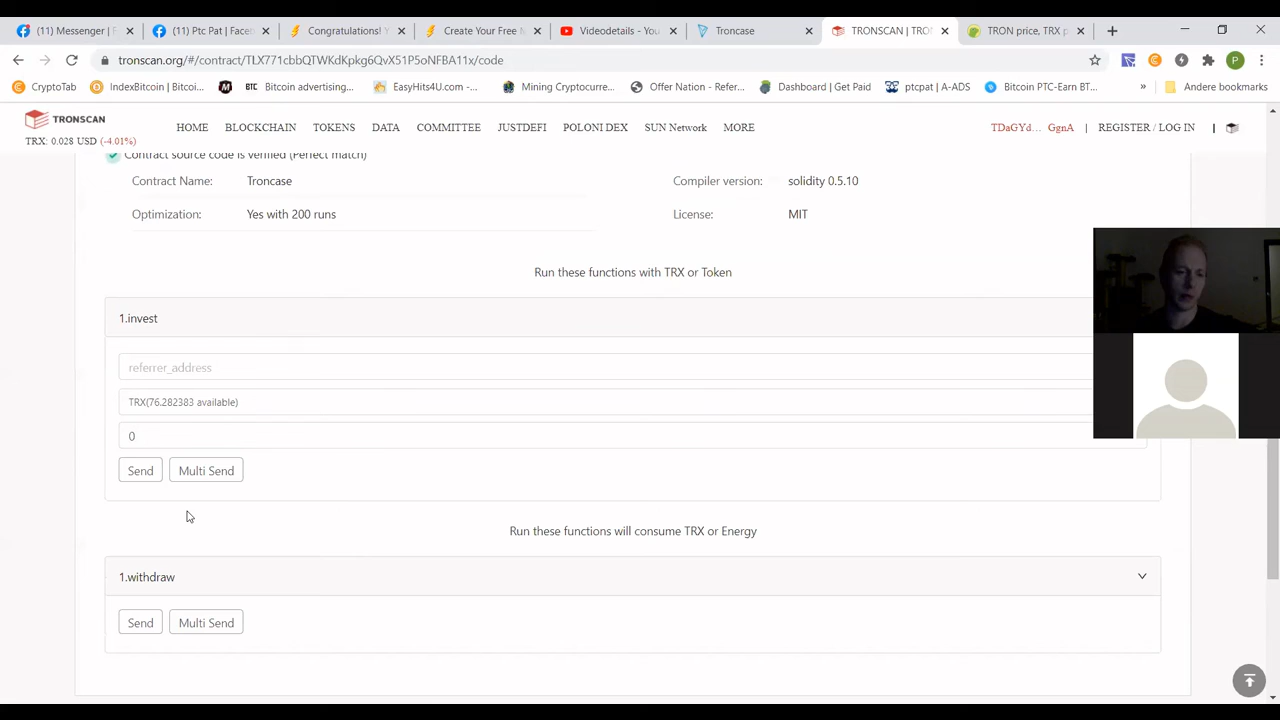 (11) Messenger |
(11) Ptc Pat | Facel
Congratulations! Y
Create Your Free N
Videodetails - You
Troncase
TRONSCAN | TRON
TRON price, TRX p
tronscan.org/#/contract/TLX771cbbQTWKdKpkg6QvX51P5SNFBA11x/code
CryptoTab
IndexBitcoin | Bitcoi...
BTC Bitcoin advertising...
EasyHits4U.com -...
Mining Cryptocurre...
Offer Nation - Refer...
Dashboard | Get Paid
ptcpat | A-ADS
Bitcoin PTC-Earn BT...
»
Andere bookmarks
TRONSCAN
TRX: 0.028 USD (-4.01%)
HOME BLOCKCHAIN TOKENS DATA COMMITTEE JUSTDEFI POLONI DEX SUN Network MORE
TDaGYd... GgnA | REGISTER / LOG IN |
Contract source code is verified (Perfect match)
Contract Name: Troncase
Compiler version: solidity 0.5.10
Optimization: Yes with 200 runs
License: MIT
Run these functions with TRX or Token
1.invest
referrer_address
TRX(76.282383 available)
0
Send Multi Send
Run these functions will consume TRX or Energy
1.withdraw
Send Multi Send